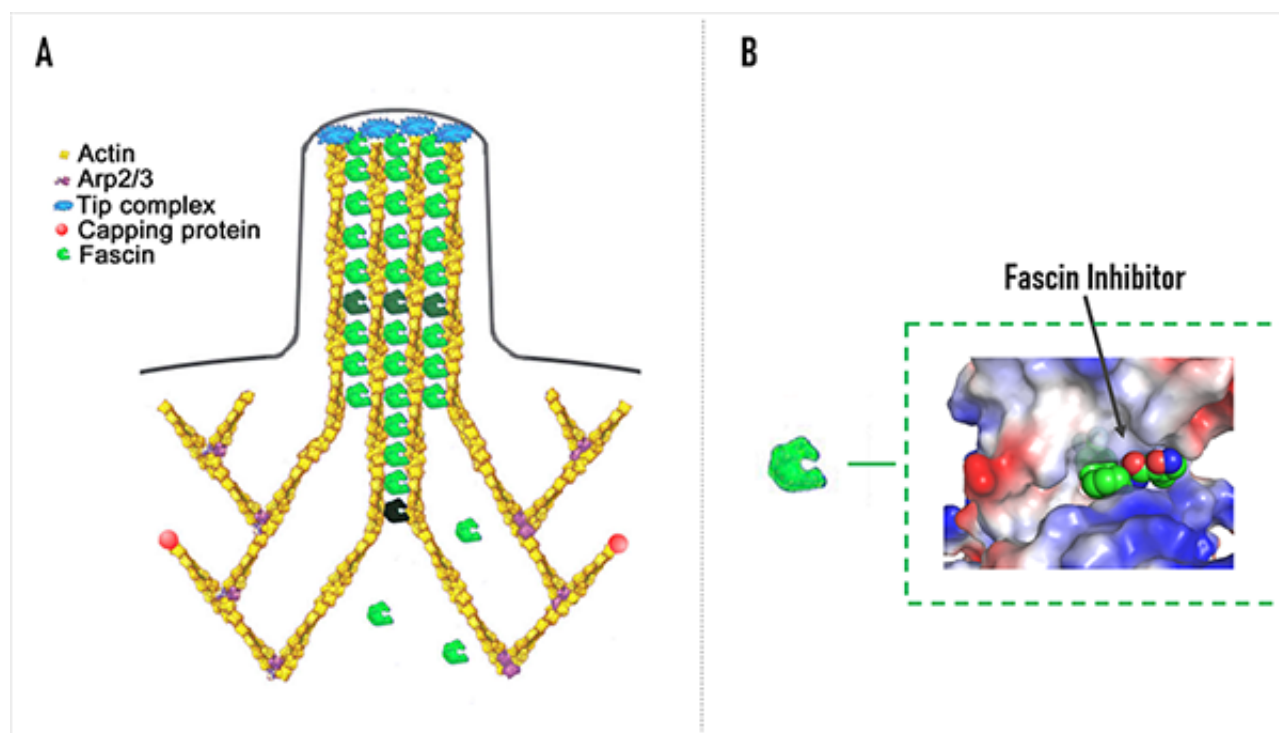 A
Actin
Arp2/3
Tip complex
Capping protein
Fascin
B
Fascin Inhibitor